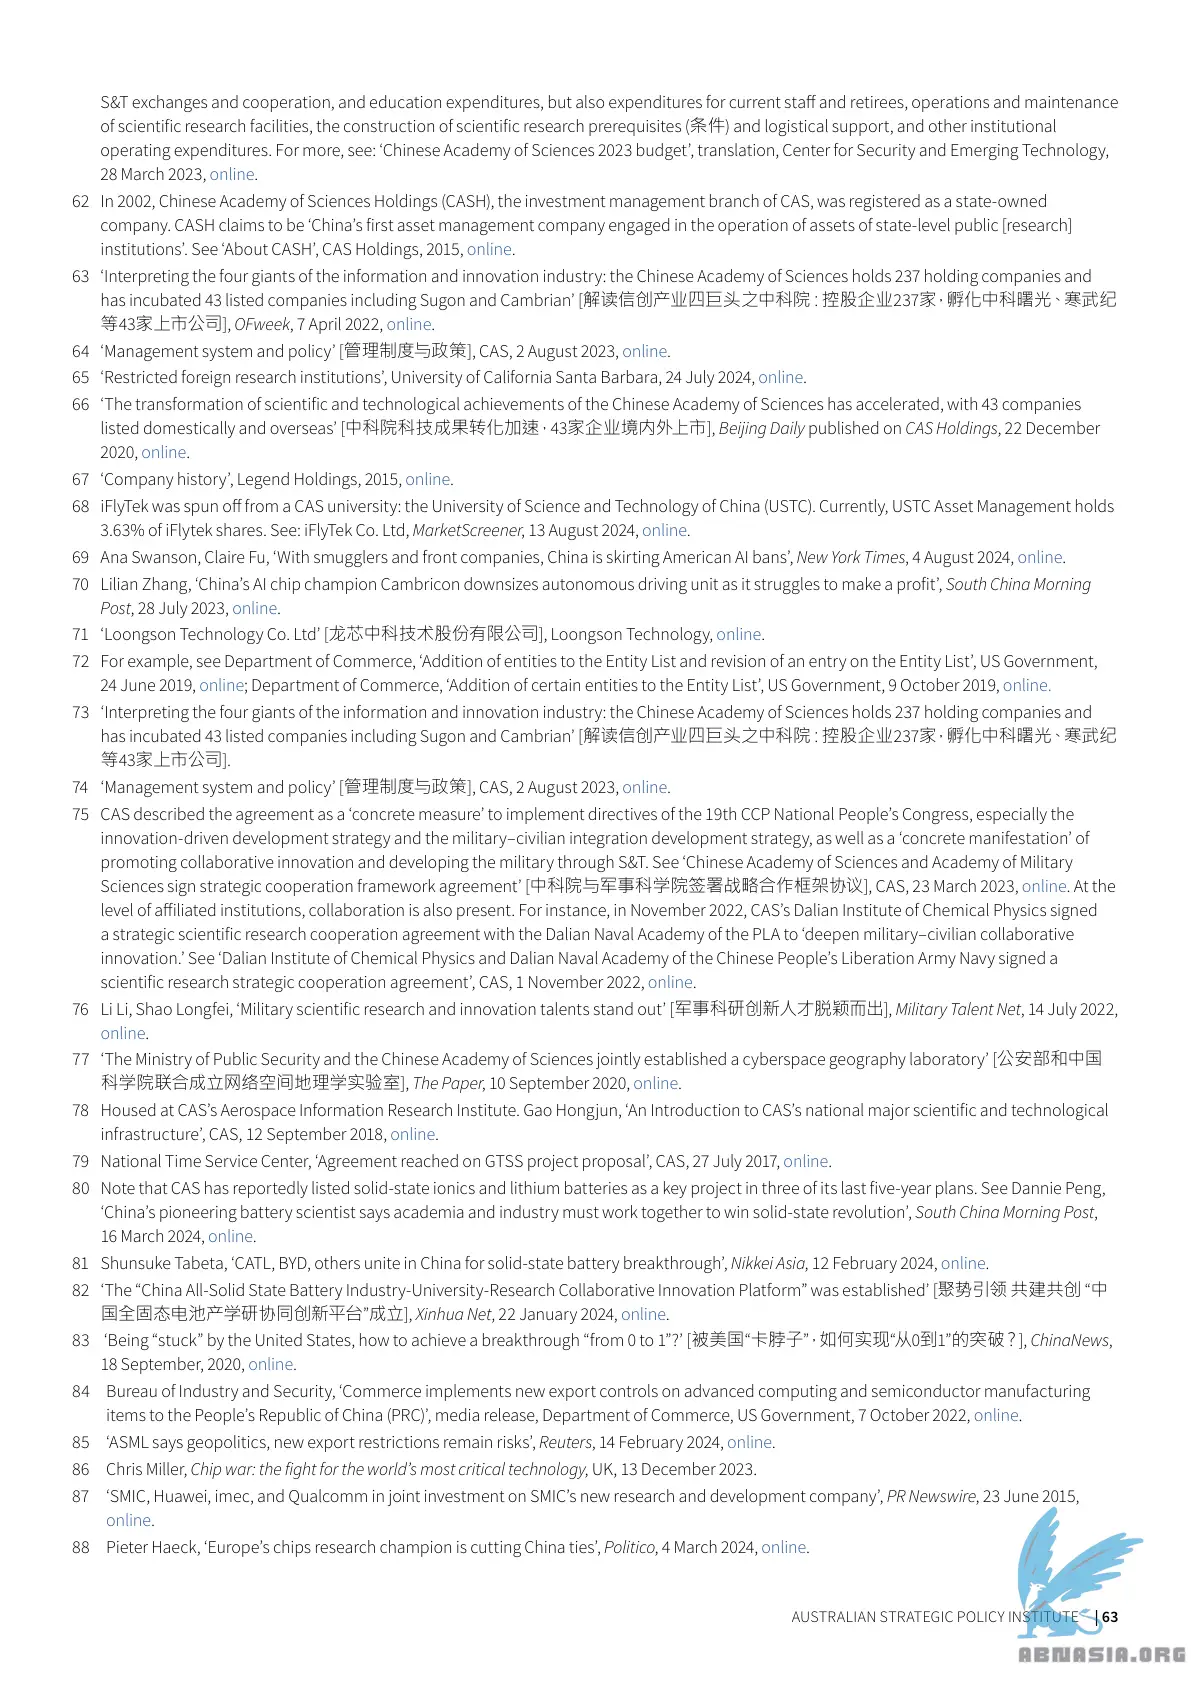 S&T exchanges and cooperation, and education expenditures, but also expenditures for current staff and retirees, operations and maintenance
of scientific research facilities, the construction of scientific research prerequisites (条件) and logistical support, and other institutional
operating expenditures. For more, see: ‘Chinese Academy of Sciences 2023 budget’, translation, Center for Security and Emerging Technology,
28 March 2023, online.
62 In 2002, Chinese Academy of Sciences Holdings (CASH), the investment management branch of CAS, was registered as a state-owned
company. CASH claims to be ‘China’s first asset management company engaged in the operation of assets of state-level public [research]
institutions’. See ‘About CASH’, CAS Holdings, 2015, online.
63 ‘Interpreting the four giants of the information and innovation industry: the Chinese Academy of Sciences holds 237 holding companies and
has incubated 43 listed companies including Sugon and Cambrian’ [解读信创产业四巨头之中科院：控股企业237家·孵化中科曙光、寒武纪
等43家上市公司], OFweek, 7 April 2022, online.
64 ‘Management system and policy’ [管理制度与政策], CAS, 2 August 2023, online.
65 ‘Restricted foreign research institutions’, University of California Santa Barbara, 24 July 2024, online.
66 ‘The transformation of scientific and technological achievements of the Chinese Academy of Sciences has accelerated, with 43 companies
listed domestically and overseas’ [中科院科技成果转化加速·43家企业境内外上市], Beijing Daily published on CAS Holdings, 22 December
2020, online.
67 ‘Company history’, Legend Holdings, 2015, online.
68 iFlyTek was spun off from a CAS university: the University of Science and Technology of China (USTC). Currently, USTC Asset Management holds
3.63% of iFlytek shares. See: iFlyTek Co. Ltd, MarketScreener, 13 August 2024, online.
69 Ana Swanson, Claire Fu, ‘With smugglers and front companies, China is skirting American AI bans’, New York Times, 4 August 2024, online.
70 Lilian Zhang, ‘China’s AI chip champion Cambricon downsizes autonomous driving unit as it struggles to make a profit’, South China Morning
Post, 28 July 2023, online.
71 ‘Loongson Technology Co. Ltd’ [龙芯中科技术股份有限公司], Loongson Technology, online.
72 For example, see Department of Commerce, ‘Addition of entities to the Entity List and revision of an entry on the Entity List’, US Government,
24 June 2019, online; Department of Commerce, ‘Addition of certain entities to the Entity List’, US Government, 9 October 2019, online.
73 ‘Interpreting the four giants of the information and innovation industry: the Chinese Academy of Sciences holds 237 holding companies and
has incubated 43 listed companies including Sugon and Cambrian’ [解读信创产业四巨头之中科院：控股企业237家·孵化中科曙光、寒武纪
等43家上市公司].
74 ‘Management system and policy’ [管理制度与政策], CAS, 2 August 2023, online.
75 CAS described the agreement as a ‘concrete measure’ to implement directives of the 19th CCP National People’s Congress, especially the
innovation-driven development strategy and the military–civilian integration development strategy, as well as a ‘concrete manifestation’ of
promoting collaborative innovation and developing the military through S&T. See ‘Chinese Academy of Sciences and Academy of Military
Sciences sign strategic cooperation framework agreement’ [中科院与军事科学院签署战略合作框架协议], CAS, 23 March 2023, online. At the
level of affiliated institutions, collaboration is also present. For instance, in November 2022, CAS’s Dalian Institute of Chemical Physics signed
a strategic scientific research cooperation agreement with the Dalian Naval Academy of the PLA to ‘deepen military–civilian collaborative
innovation.’ See ‘Dalian Institute of Chemical Physics and Dalian Naval Academy of the Chinese People’s Liberation Army Navy signed a
scientific research strategic cooperation agreement’, CAS, 1 November 2022, online.
76 Li Li, Shao Longfei, ‘Military scientific research and innovation talents stand out’ [军事科研创新人才脱颖而出], Military Talent Net, 14 July 2022,
online.
77 ‘The Ministry of Public Security and the Chinese Academy of Sciences jointly established a cyberspace geography laboratory’ [公安部和中国
科学院联合成立网络空间地理学实验室], The Paper, 10 September 2020, online.
78 Housed at CAS’s Aerospace Information Research Institute. Gao Hongjun, ‘An Introduction to CAS’s national major scientific and technological
infrastructure’, CAS, 12 September 2018, online.
79 National Time Service Center, ‘Agreement reached on GTSS project proposal’, CAS, 27 July 2017, online.
80 Note that CAS has reportedly listed solid-state ionics and lithium batteries as a key project in three of its last five-year plans. See Dannie Peng,
‘China’s pioneering battery scientist says academia and industry must work together to win solid-state revolution’, South China Morning Post,
16 March 2024, online.
81 Shunsuke Tabeta, ‘CATL, BYD, others unite in China for solid-state battery breakthrough’, Nikkei Asia, 12 February 2024, online.
82 ‘The “China All-Solid State Battery Industry-University-Research Collaborative Innovation Platform” was established’ [聚势引领 共建共创 “中
国全固态电池产学研协同创新平台”成立], Xinhua Net, 22 January 2024, online.
83 ‘Being “stuck” by the United States, how to achieve a breakthrough “from 0 to 1”?’ [被美国“卡脖子”·如何实现“从0到1”的突破？], ChinaNews,
18 September, 2020, online.
84 Bureau of Industry and Security, ‘Commerce implements new export controls on advanced computing and semiconductor manufacturing
items to the People’s Republic of China (PRC)’, media release, Department of Commerce, US Government, 7 October 2022, online.
85 ‘ASML says geopolitics, new export restrictions remain risks’, Reuters, 14 February 2024, online.
86 Chris Miller, Chip war: the fight for the world’s most critical technology, UK, 13 December 2023.
87 ‘SMIC, Huawei, imec, and Qualcomm in joint investment on SMIC’s new research and development company’, PR Newswire, 23 June 2015,
online.
88 Pieter Haeck, ‘Europe’s chips research champion is cutting China ties’, Politico, 4 March 2024, online.
AUSTRALIAN STRATEGIC POLICY INSTITUTE | 63
ABNASIA.ORG